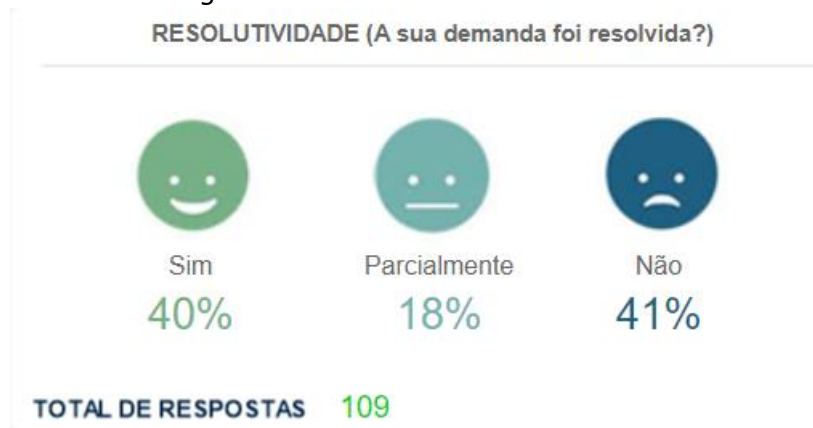 RESOLUTIVIDADE (A sua demanda foi resolvida?)
Sim Parcialmente Não
40% 18% 41%
TOTAL DE RESPOSTAS 109